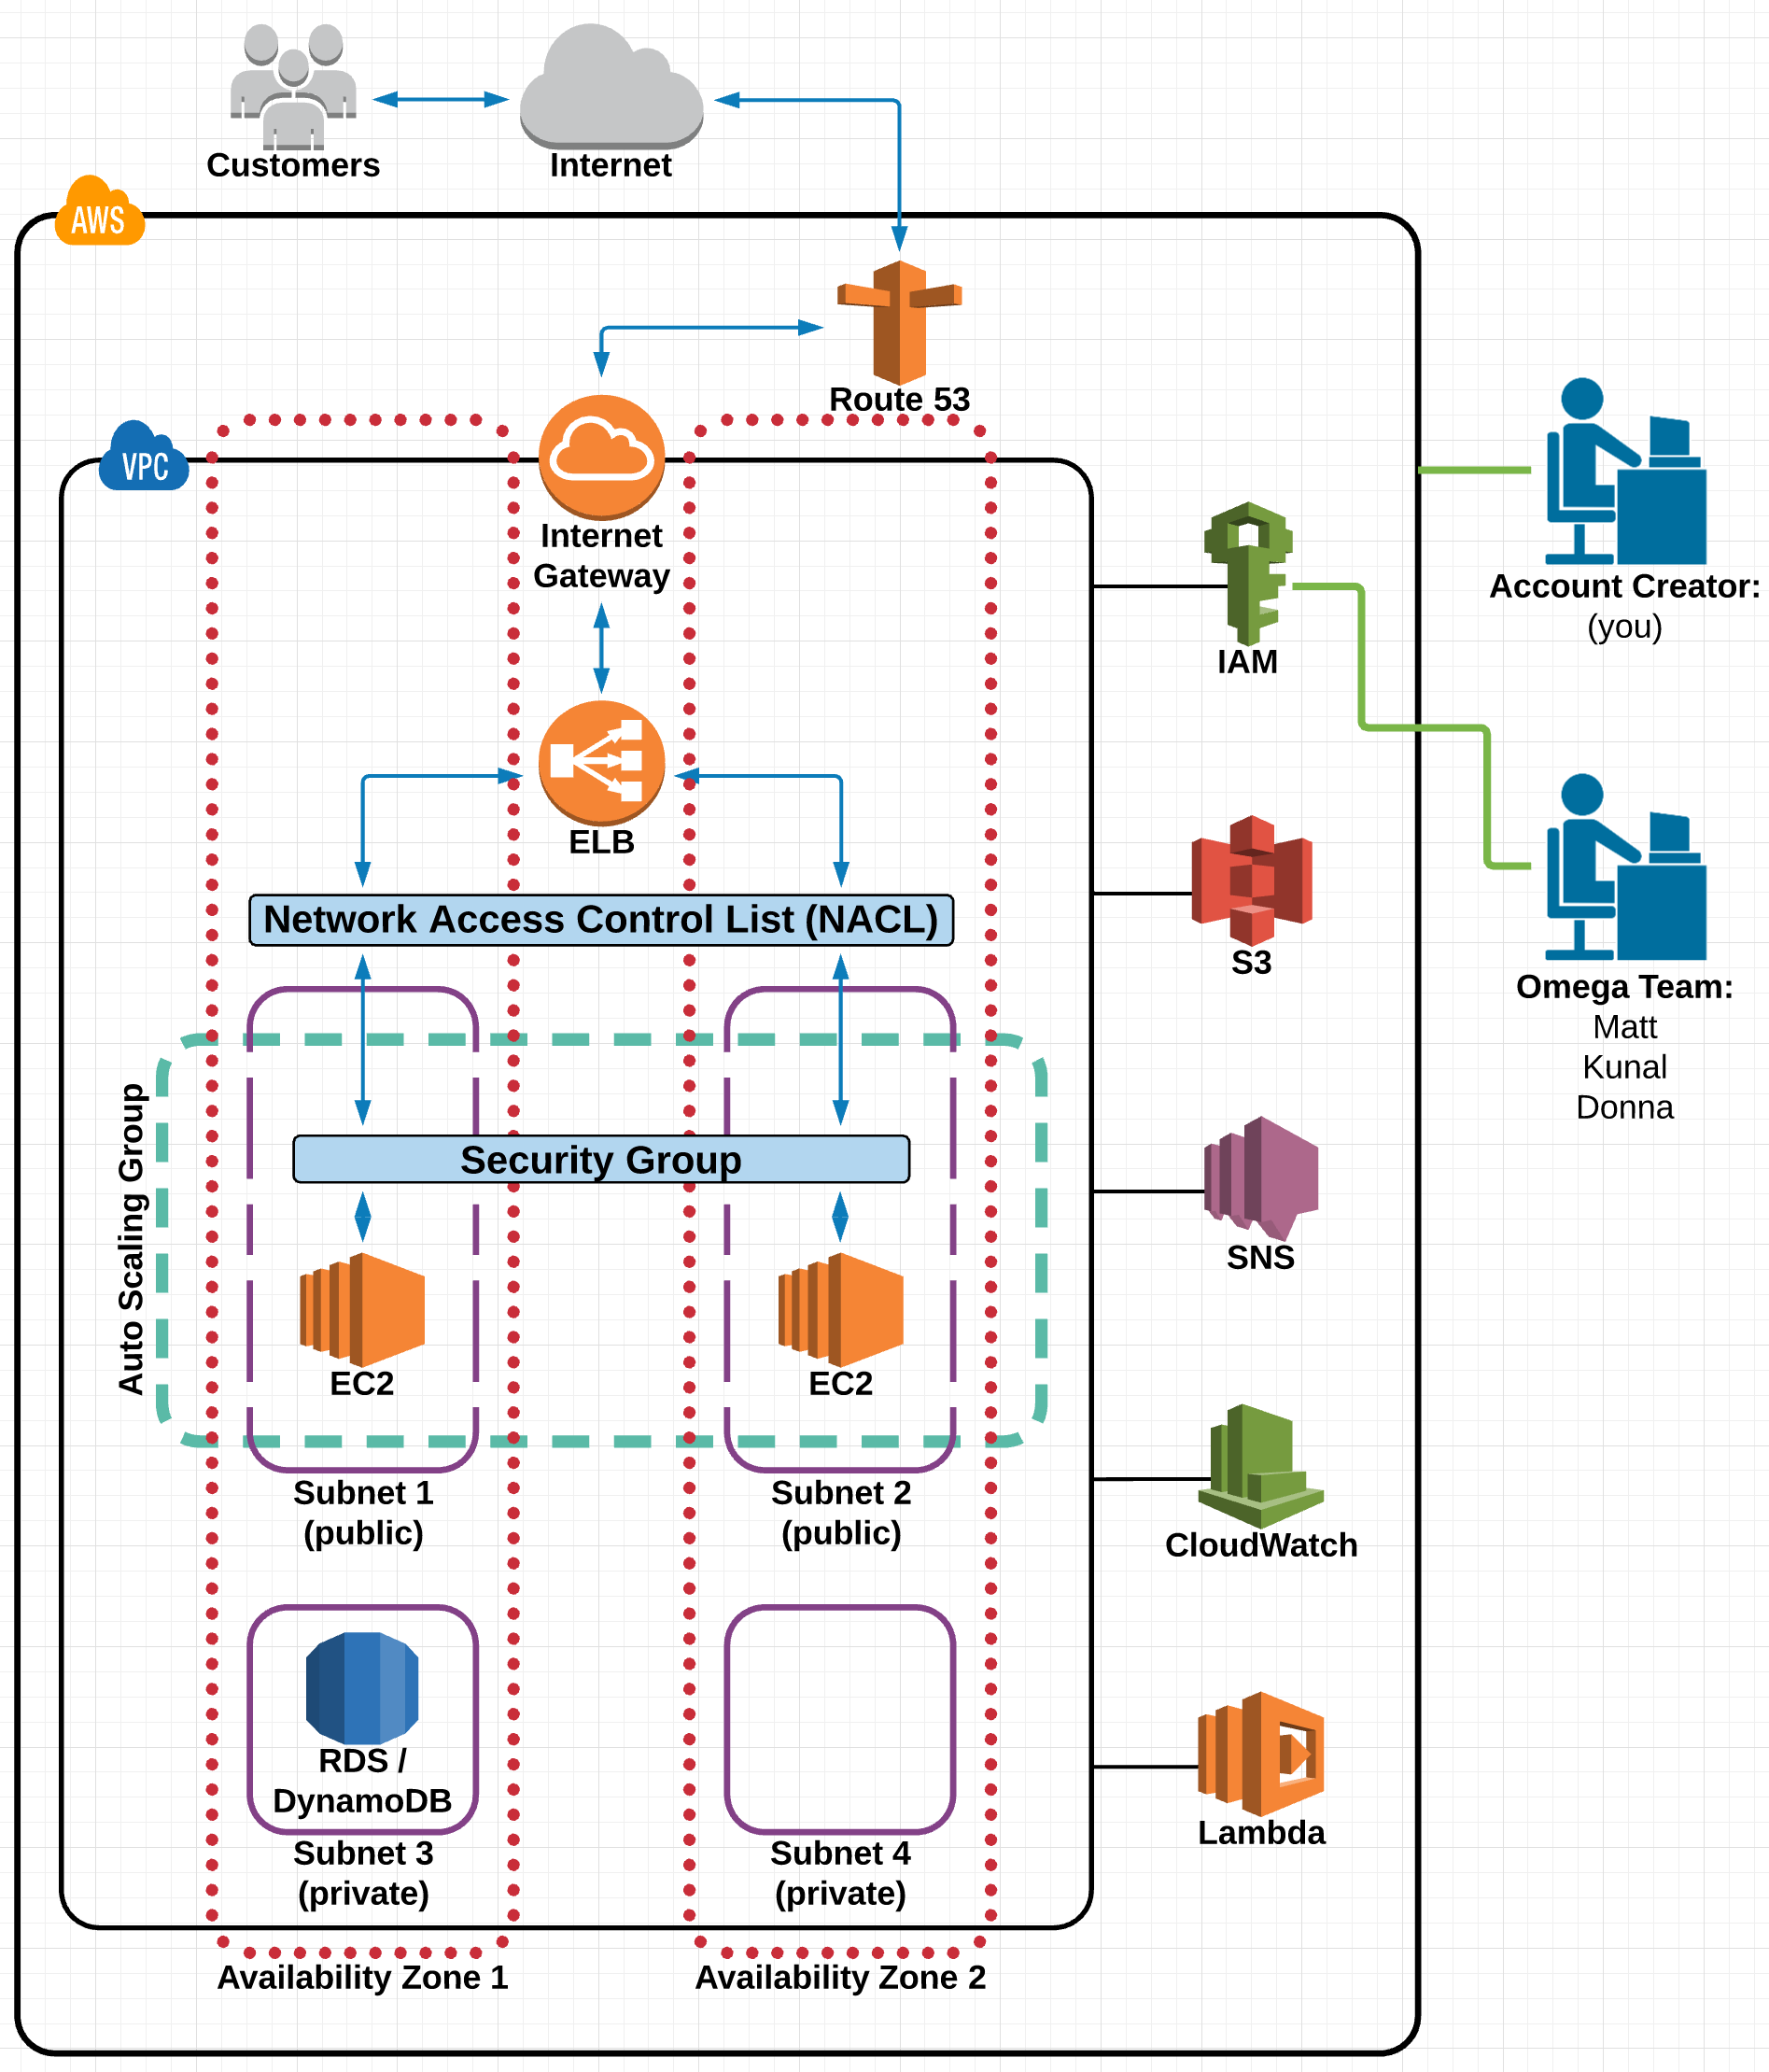 Customers
Internet
AWS
Route 53
VPC
Internet
Gateway
IAM
Account Creator:
(you)
ELB
Network Access Control List (NACL)
S3
Omega Team:
Matt
Kunal
Donna
Auto Scaling Group
Security Group
SNS
EC2
EC2
Subnet 1
(public)
Subnet 2
(public)
CloudWatch
RDS /
DynamoDB
Subnet 3
(private)
Subnet 4
(private)
Lambda
Availability Zone 1
Availability Zone 2